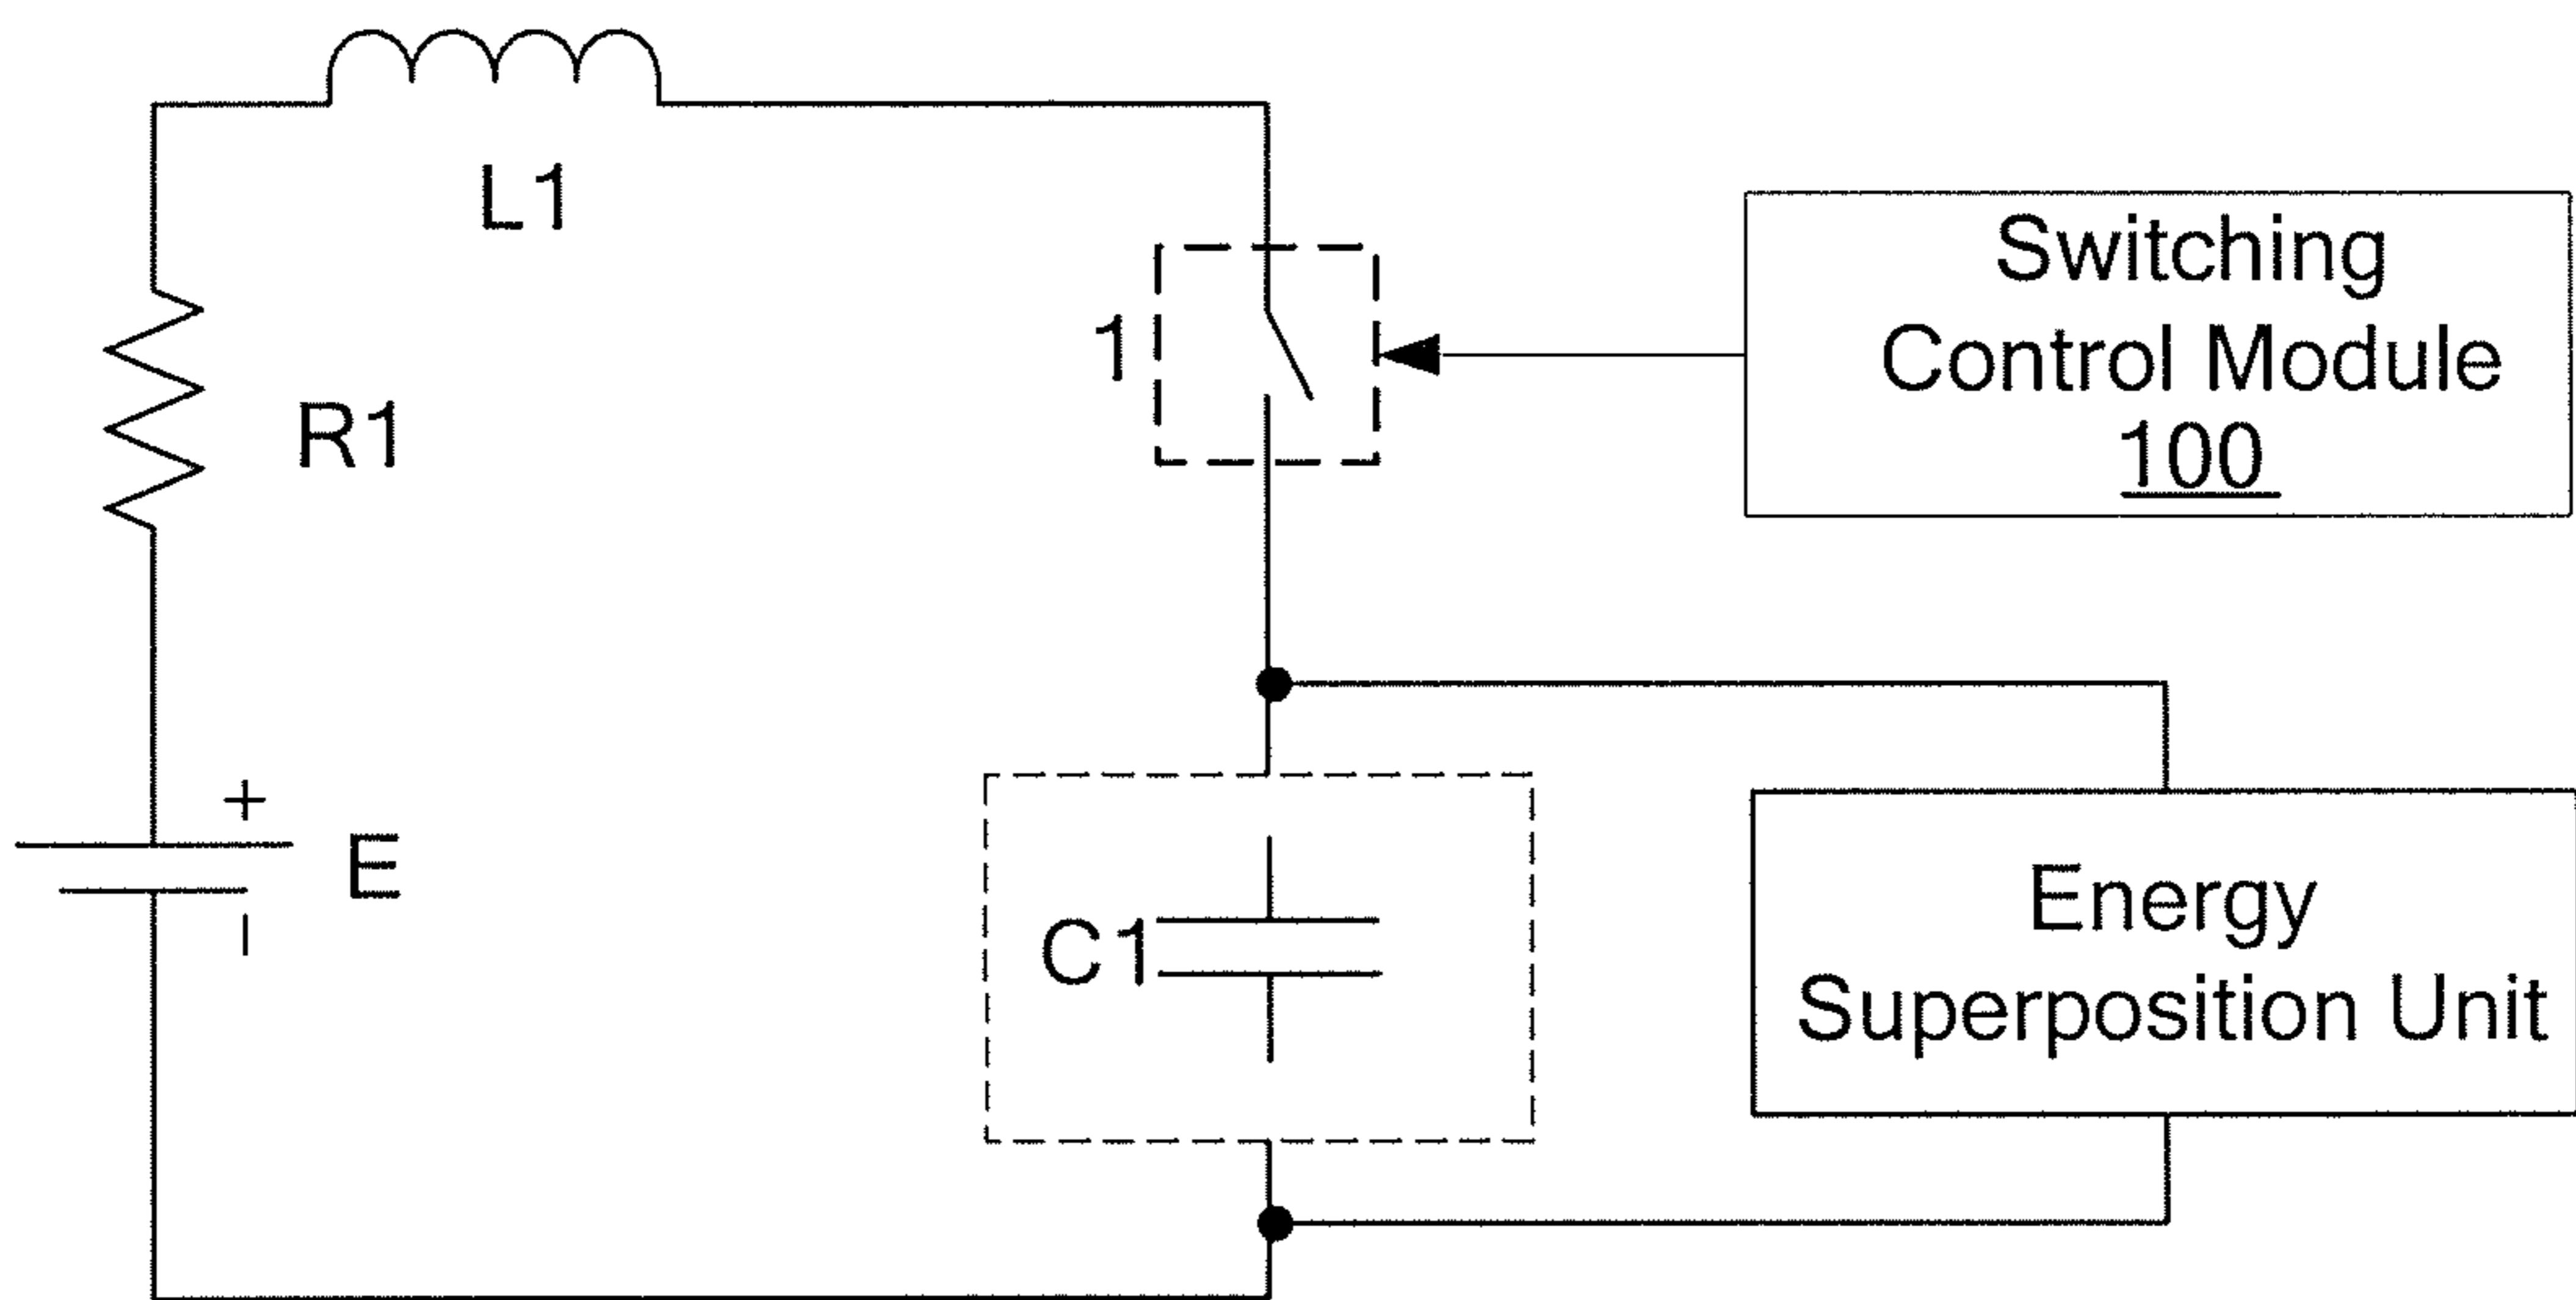 L1
Switching
Control Module
100
1
R1
+
E
−
C1
Energy
Superposition Unit